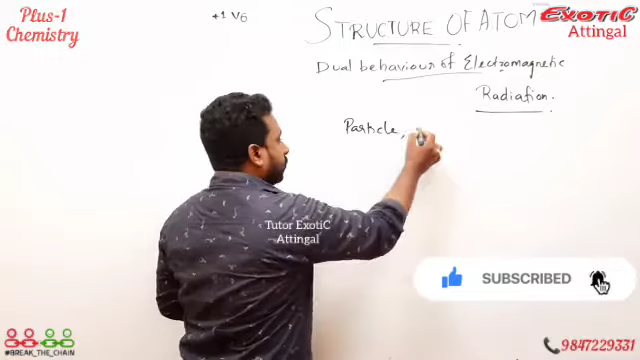 Plus-1
Chemistry
+1 V6
STRUCTURE OF ATOM
EXOTIC
Attingal
Dual behaviour of Electromagnetic
Radiation.
Particle,
Tutor ExotiC
Attingal
SUBSCRIBED
#BREAK_THE_CHAIN
9847229331